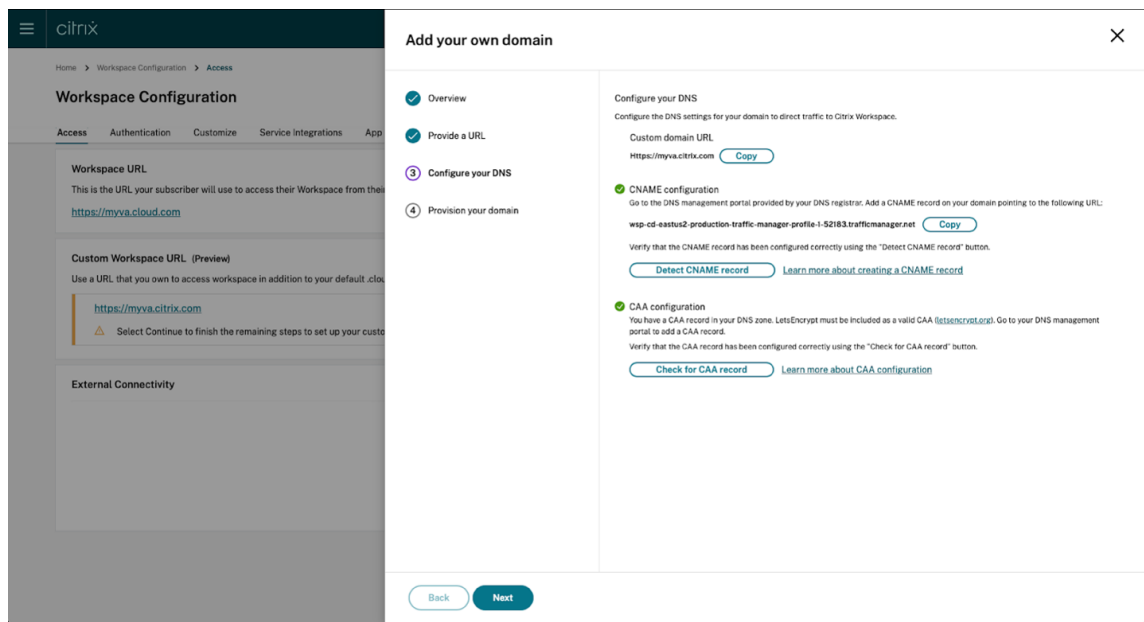 citrix
Home > Workspace Configuration > Access
Workspace Configuration
Access Authentication Customize Service Integrations App
Workspace URL
This is the URL your subscriber will use to access their Workspace from thei
https://myva.cloud.com
Custom Workspace URL (Preview)
Use a URL that you own to access workspace in addition to your default .clou
https://myva.citrix.com
Select Continue to finish the remaining steps to set up your custo
External Connectivity
Add your own domain
Overview
Provide a URL
3 Configure your DNS
4 Provision your domain
Configure your DNS
Configure the DNS settings for your domain to direct traffic to Citrix Workspace.
Custom domain URL
Https://myva.citrix.com Copy
CNAME configuration
Go to the DNS management portal provided by your DNS registrar. Add a CNAME record on your domain pointing to the following URL:
wsp-cd-eastus2-production-traffic-manager-profile-1-52183.trafficmanager.net Copy
Verify that the CNAME record has been configured correctly using the "Detect CNAME record" button.
Detect CNAME record Learn more about creating a CNAME record
CAA configuration
You have a CAA record in your DNS zone. LetsEncrypt must be included as a valid CAA (letsencrypt.org). Go to your DNS management
portal to add a CAA record.
Verify that the CAA record has been configured correctly using the "Check for CAA record" button.
Check for CAA record Learn more about CAA configuration
Back Next